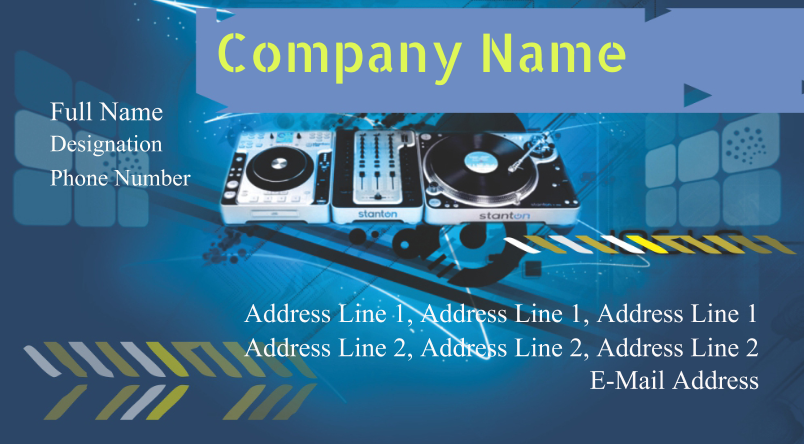 Company Name
Full Name
Designation
Phone Number
stanton
stanton
Address Line 1, Address Line 1, Address Line 1
Address Line 2, Address Line 2, Address Line 2
E-Mail Address